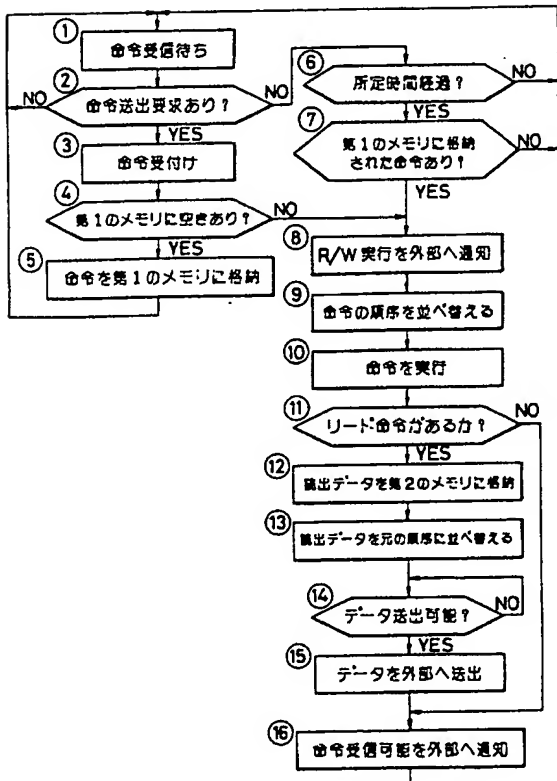 ①
命令受信待ち
②
NO
命令送出要求あり？
NO
YES
③
命令受付け
④
第1のメモリに空きあり？
NO
YES
⑤
命令を第1のメモリに格納
⑥
所定時間経過？
NO
YES
⑦
第1のメモリに格納
された命令あり？
NO
YES
⑧
R/W実行を外部へ通知
⑨
命令の順序を並べ替える
⑩
命令を実行
⑪
リード命令があるか？
NO
YES
⑫
読出データを第2のメモリに格納
⑬
読出データを元の順序に並べ替える
⑭
データ送出可能？
NO
YES
⑮
データを外部へ送出
⑯
命令受信可能を外部へ通知